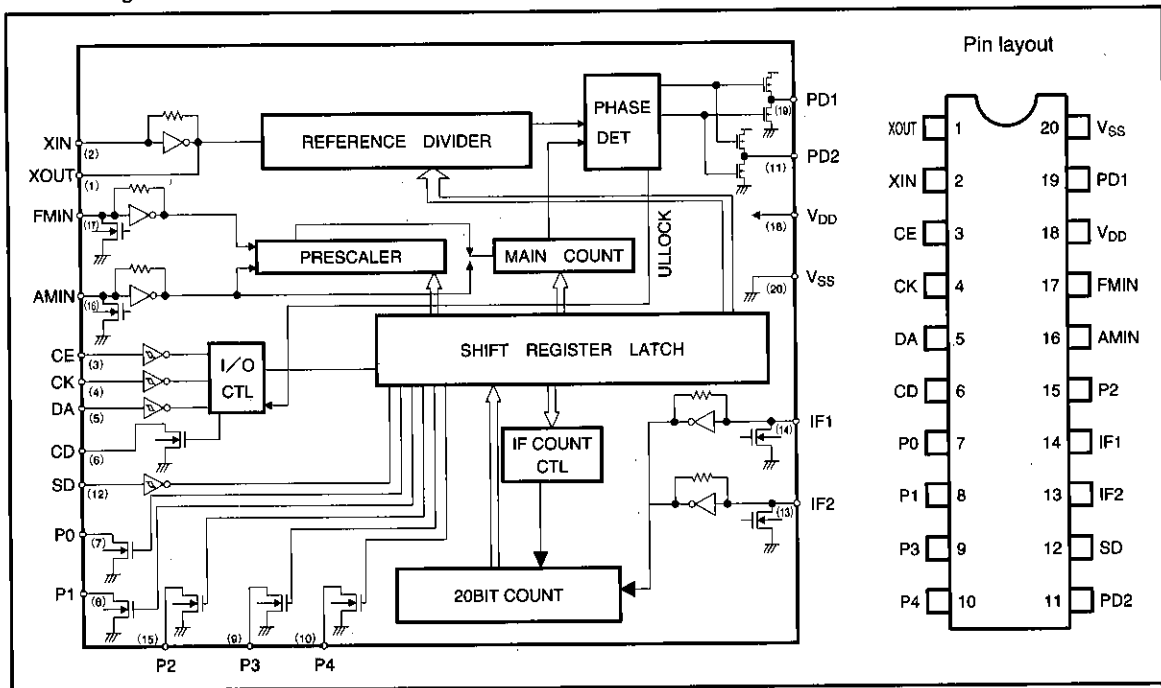 Pin layout
PHASE
DET
REFERENCE DIVIDER
XIN
(2)
XOUT
(1)
FMIN
(17)
AMIN
(16)
PRESCALER
MAIN COUNT
ULLOCK
PD1
(19)
PD2
(11)
VDD
(18)
VSS
(20)
SHIFT REGISTER LATCH
CE
(3)
CK
(4)
DA
(5)
CD
(6)
SD
(12)
I/O
CTL
IF COUNT
CTL
20BIT COUNT
IF1
(14)
IF2
(13)
P0
(7)
P1
(8)
(15)
P2
(9)
P3
(10)
P4
XOUT 1 20 VSS
XIN 2 19 PD1
CE 3 18 VDD
CK 4 17 FMIN
DA 5 16 AMIN
CD 6 15 P2
P0 7 14 IF1
P1 8 13 IF2
P3 9 12 SD
P4 10 11 PD2